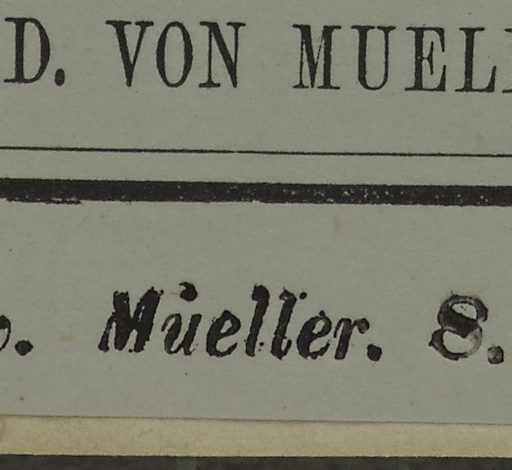 D. VON MUEL
. Mueller. 8.